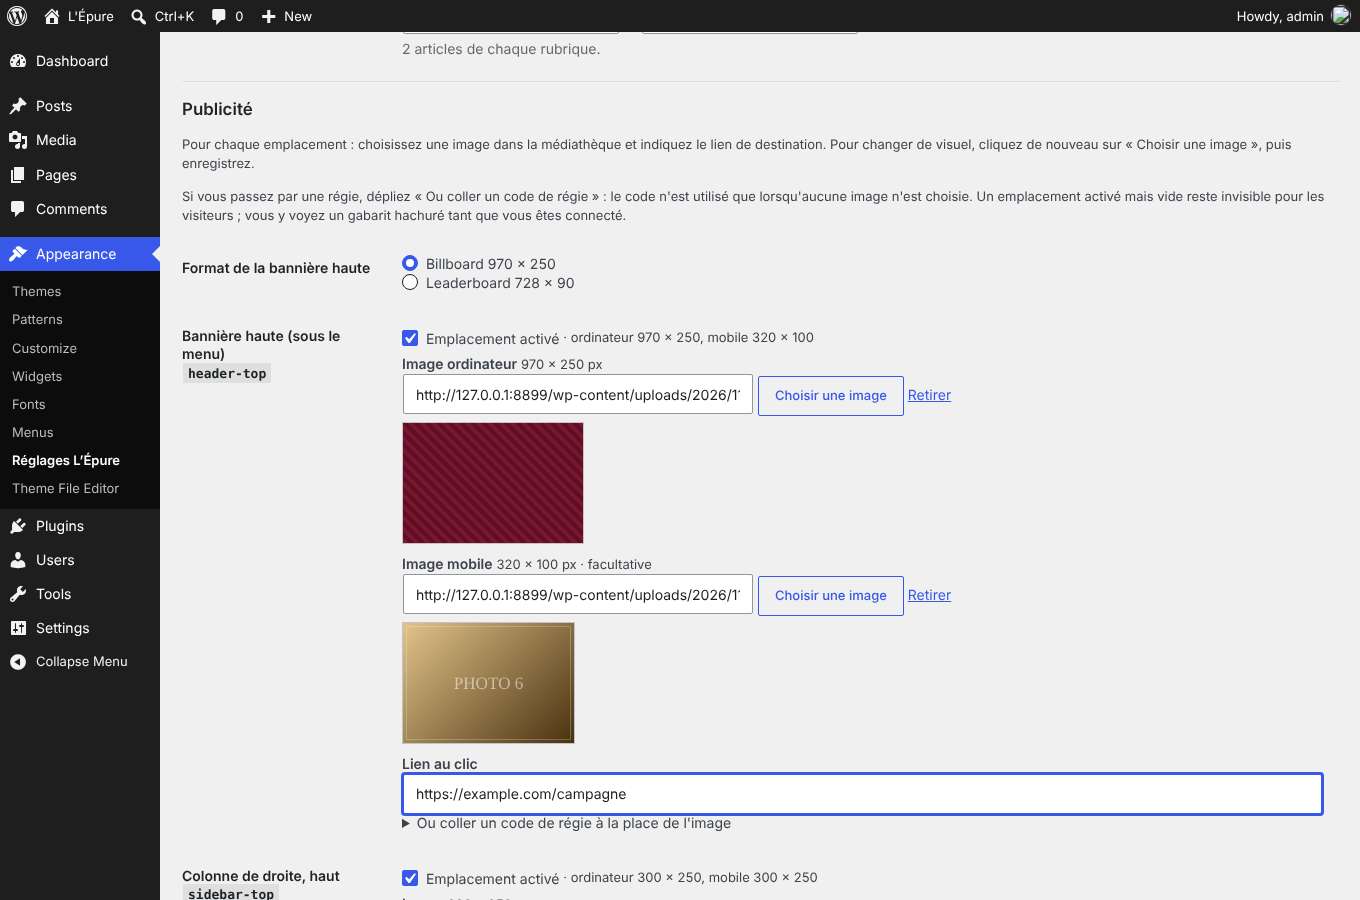 L'Épure Ctrl+K 0 New Howdy, admin
Dashboard
Posts
Media
Pages
Comments
Appearance
Themes
Patterns
Customize
Widgets
Fonts
Menus
Réglages L'Épure
Theme File Editor
Plugins
Users
Tools
Settings
Collapse Menu
2 articles de chaque rubrique.
Publicité
Pour chaque emplacement : choisissez une image dans la médiathèque et indiquez le lien de destination. Pour changer de visuel, cliquez de nouveau sur « Choisir une image », puis
enregistrez.
Si vous passez par une régie, dépliez « Ou coller un code de régie » : le code n'est utilisé que lorsqu'aucune image n'est choisie. Un emplacement activé mais vide reste invisible pour les
visiteurs ; vous y voyez un gabarit hachuré tant que vous êtes connecté.
Format de la bannière haute
Billboard 970 × 250
Leaderboard 728 × 90
Bannière haute (sous le
menu)
header-top
Emplacement activé · ordinateur 970 × 250, mobile 320 × 100
Image ordinateur 970 × 250 px
http://127.0.0.1:8899/wp-content/uploads/2026/1 Choisir une image Retirer
Image mobile 320 × 100 px · facultative
http://127.0.0.1:8899/wp-content/uploads/2026/1 Choisir une image Retirer
PHOTO 6
Lien au clic
https://example.com/campagne
Ou coller un code de régie à la place de l'image
Colonne de droite, haut
sidebar-top
Emplacement activé · ordinateur 300 × 250, mobile 300 × 250